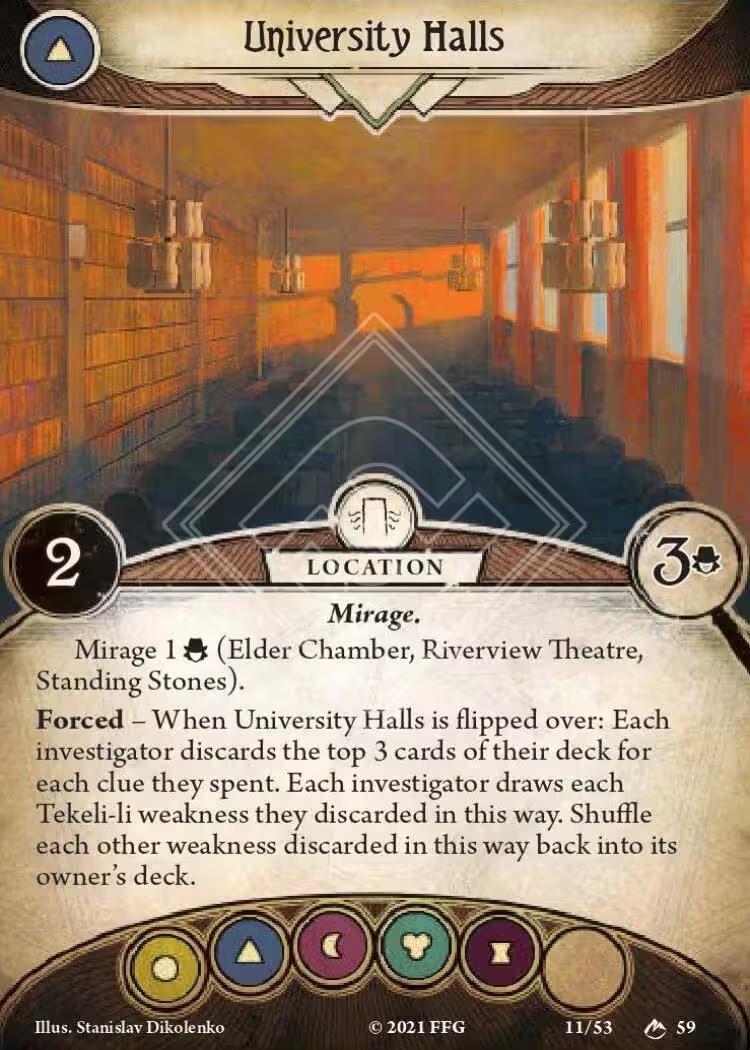 University Halls
2
LOCATION
3
Mirage.
Mirage 1 (Elder Chamber, Riverview Theatre,
Standing Stones).
Forced – When University Halls is flipped over: Each
investigator discards the top 3 cards of their deck for
each clue they spent. Each investigator draws each
Tekeli-li weakness they discarded in this way. Shuffle
each other weakness discarded in this way back into its
owner’s deck.
Illus. Stanislav Dikolenko © 2021 FFG 11/53 59